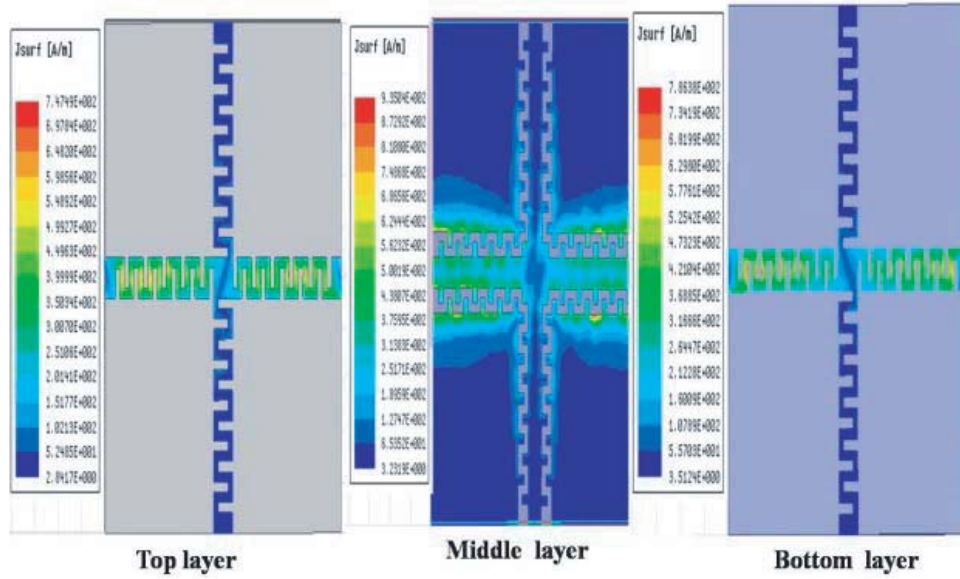 Jsurf [A/m]
7.4749E+002
6.9784E+002
6.4820E+002
5.9856E+002
5.4892E+002
4.9927E+002
4.4963E+002
3.9999E+002
3.5034E+002
3.0070E+002
2.5106E+002
2.0141E+002
1.5177E+002
1.0213E+002
5.2485E+001
2.8417E+000
Top layer
Jsurf [A/m]
9.3504E+002
8.7292E+002
8.1080E+002
7.4868E+002
6.8656E+002
6.2444E+002
5.6232E+002
5.0019E+002
4.3807E+002
3.7595E+002
3.1383E+002
2.5171E+002
1.8959E+002
1.2747E+002
6.5352E+001
3.2319E+000
Middle layer
Jsurf [A/m]
7.8638E+002
7.3419E+002
6.8199E+002
6.2980E+002
5.7761E+002
5.2542E+002
4.7323E+002
4.2104E+002
3.6885E+002
3.1666E+002
2.6447E+002
2.1228E+002
1.6009E+002
1.0789E+002
5.5703E+001
3.5124E+000
Bottom layer